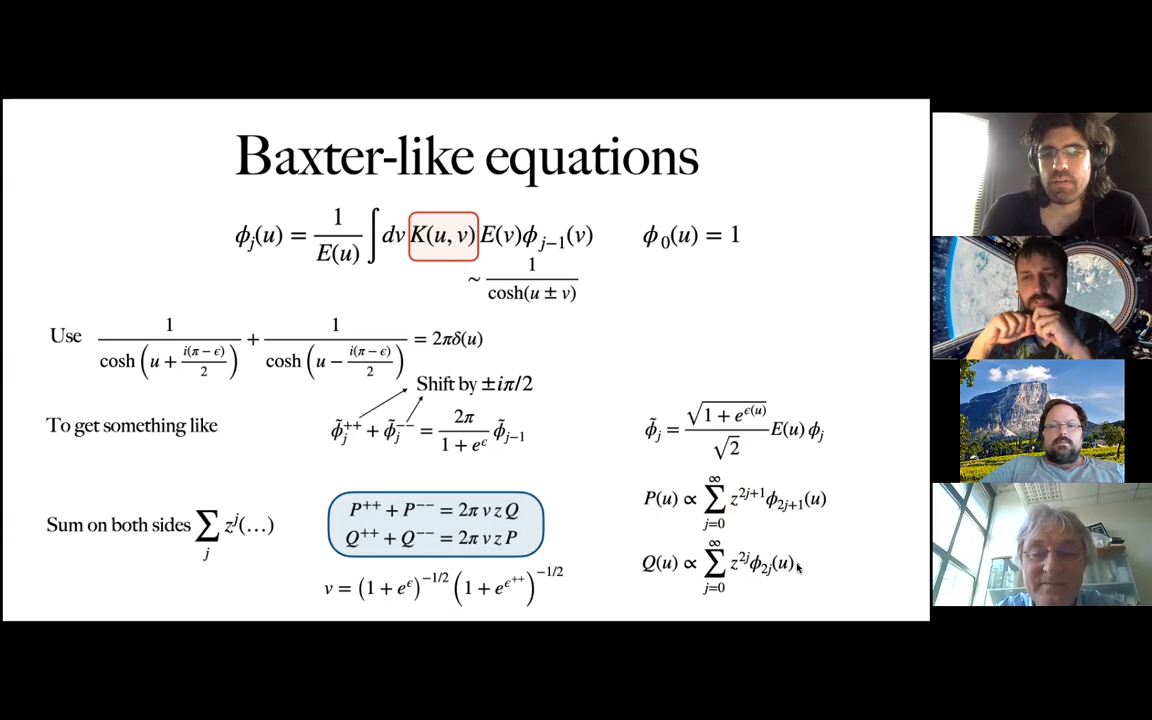 Baxter-like equations
ϕ_j(u) = 1/E(u) ∫ dv K(u, v) E(v)ϕ_{j−1}(v)    ϕ_0(u) = 1
~ 1/cosh(u ± v)
Use 1/cosh(u + i(π − ϵ)/2) + 1/cosh(u − i(π − ϵ)/2) = 2πδ(u)
Shift by ±iπ/2
To get something like    ϕ̃_j^{++} + ϕ̃_j^{−−} = 2π/(1 + e^ϵ) ϕ̃_{j−1}    ϕ̃_j = √(1 + e^{ϵ(u)})/√2 E(u) ϕ_j
P(u) ∝ ∑_{j=0}^{∞} z^{2j+1}ϕ_{2j+1}(u)
Sum on both sides ∑_j z^j(…)    P^{++} + P^{−−} = 2π ν z Q
Q^{++} + Q^{−−} = 2π ν z P
Q(u) ∝ ∑_{j=0}^{∞} z^{2j}ϕ_{2j}(u)
ν = (1 + e^ϵ)^{−1/2} (1 + e^{ϵ^{++}})^{−1/2}